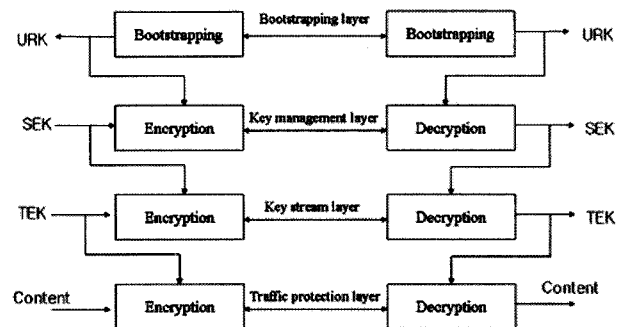 Bootstrapping layer
URK Bootstrapping Bootstrapping URK
Key management layer
SEK Encryption Decryption SEK
Key stream layer
TEK Encryption Decryption TEK
Traffic protection layer
Content Encryption Decryption Content